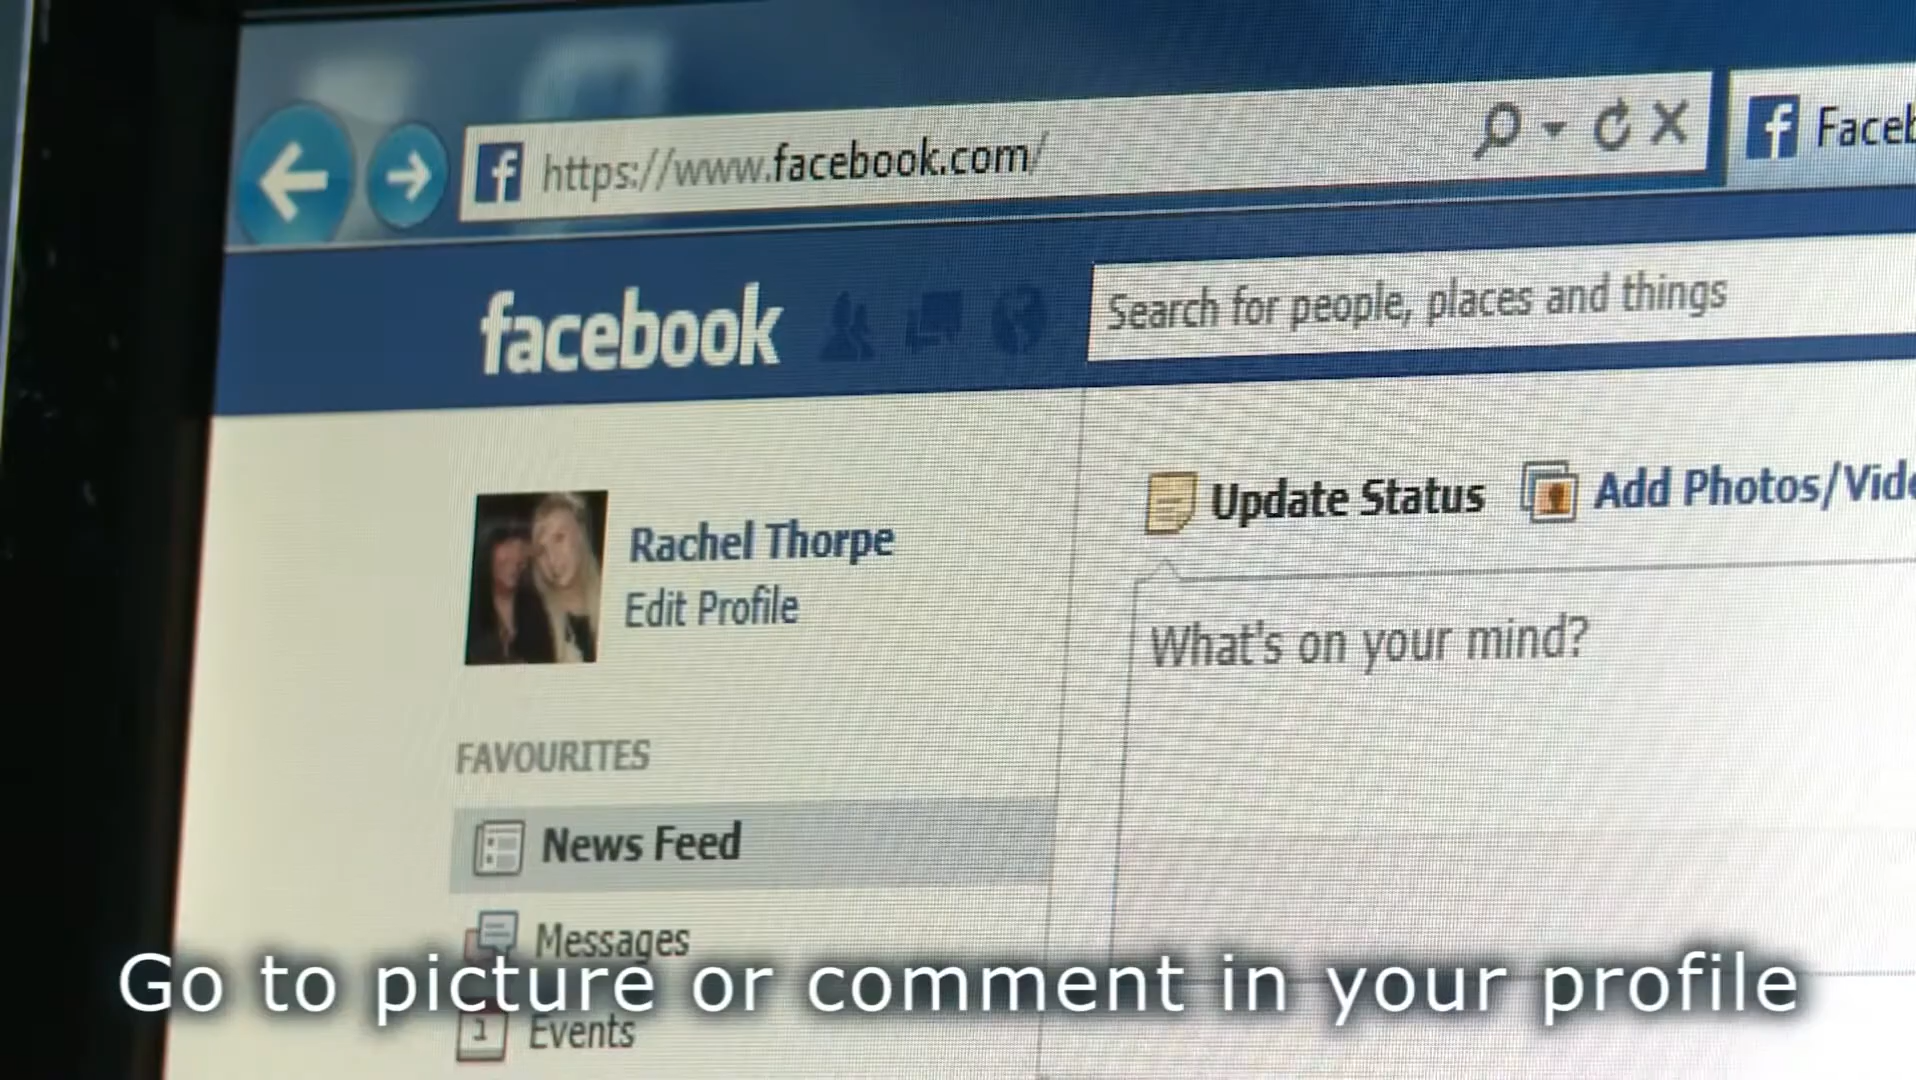 https://www.facebook.com/
Faceb
facebook
Search for people, places and things
Rachel Thorpe
Edit Profile
Update Status
Add Photos/Vide
What's on your mind?
FAVOURITES
News Feed
Messages
Events
1
Go to picture or comment in your profile